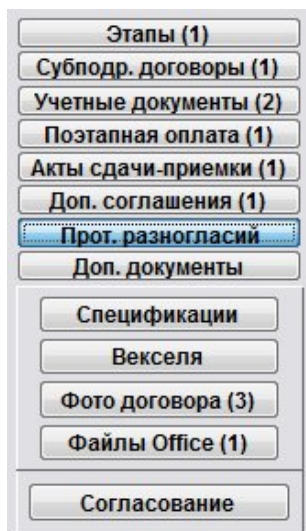 Этапы (1)
Субподр. договоры (1)
Учетные документы (2)
Поэтапная оплата (1)
Акты сдачи-приемки (1)
Доп. соглашения (1)
Прот. разногласий
Доп. документы
Спецификации
Векселя
Фото договора (3)
Файлы Office (1)
Согласование